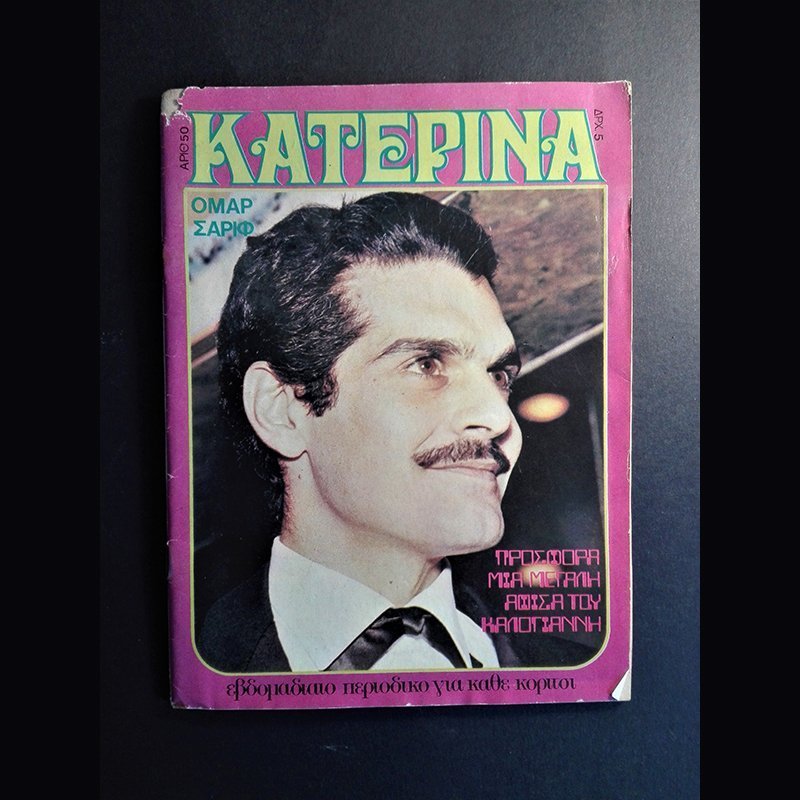 ΑΡΙΘ 50
ΚΑΤΕΡΙΝΑ
ΔΡΧ. 5
ΟΜΑΡ
ΣΑΡΙΦ
ΠΡΟΣΦΟΡΑ
ΜΙΑ ΜΕΓΑΛΗ
ΑΦΙΣΑ ΤΟΥ
ΚΑΛΟΓΙΑΝΝΗ
εβδομαδιαιο περιοδικο για καθε κοριτσι